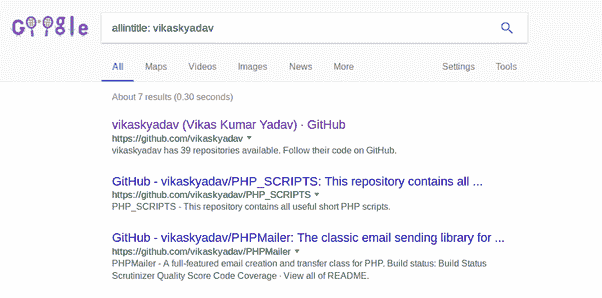 Google
allintitle: vikaskyadav
All Maps Videos Images News More Settings Tools
About 7 results (0.30 seconds)
vikaskyadav (Vikas Kumar Yadav) · GitHub
https://github.com/vikaskyadav
vikaskyadav has 39 repositories available. Follow their code on GitHub.
GitHub - vikaskyadav/PHP_SCRIPTS: This repository contains all ...
https://github.com/vikaskyadav/PHP_SCRIPTS
PHP_SCRIPTS - This repository contains all useful short PHP scripts.
GitHub - vikaskyadav/PHPMailer: The classic email sending library for ...
https://github.com/vikaskyadav/PHPMailer
PHPMailer - A full-featured email creation and transfer class for PHP. Build status: Build Status
Scrutinizer Quality Score Code Coverage · View all of README.